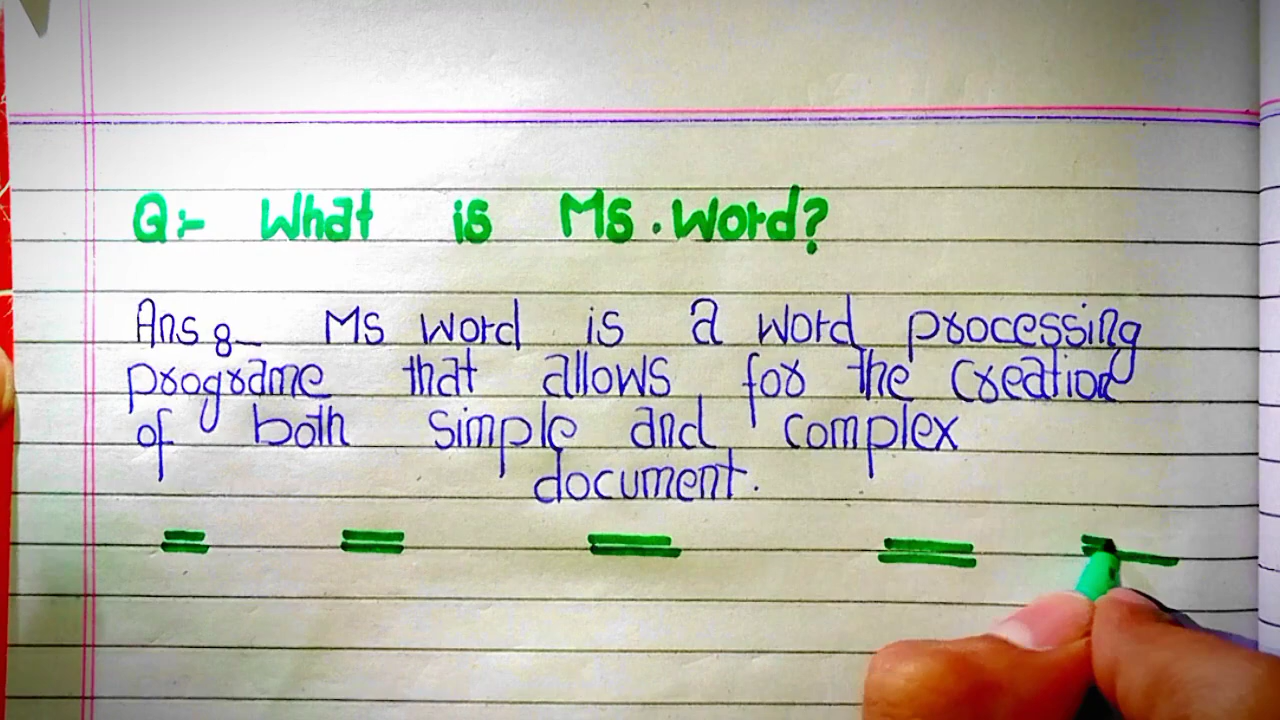 Q:- What is Ms. Word?
Ans:- Ms word is a word processing
programe that allows for the creation
of both simple and complex
document.